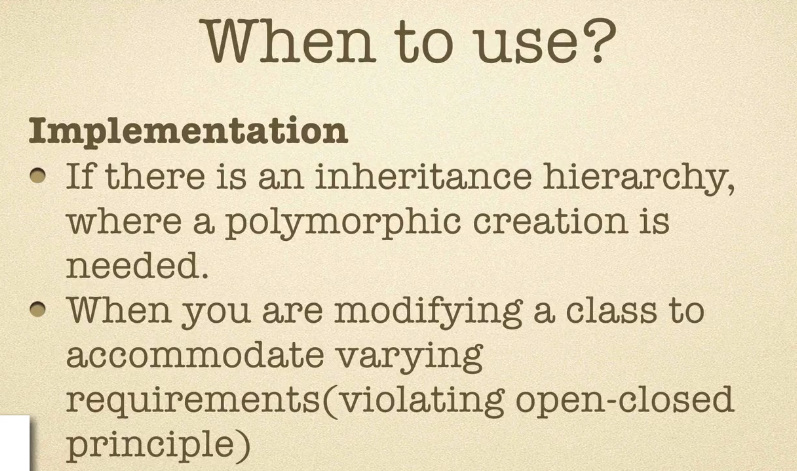 When to use?
Implementation
If there is an inheritance hierarchy,
where a polymorphic creation is
needed.
When you are modifying a class to
accommodate varying
requirements(violating open-closed
principle)